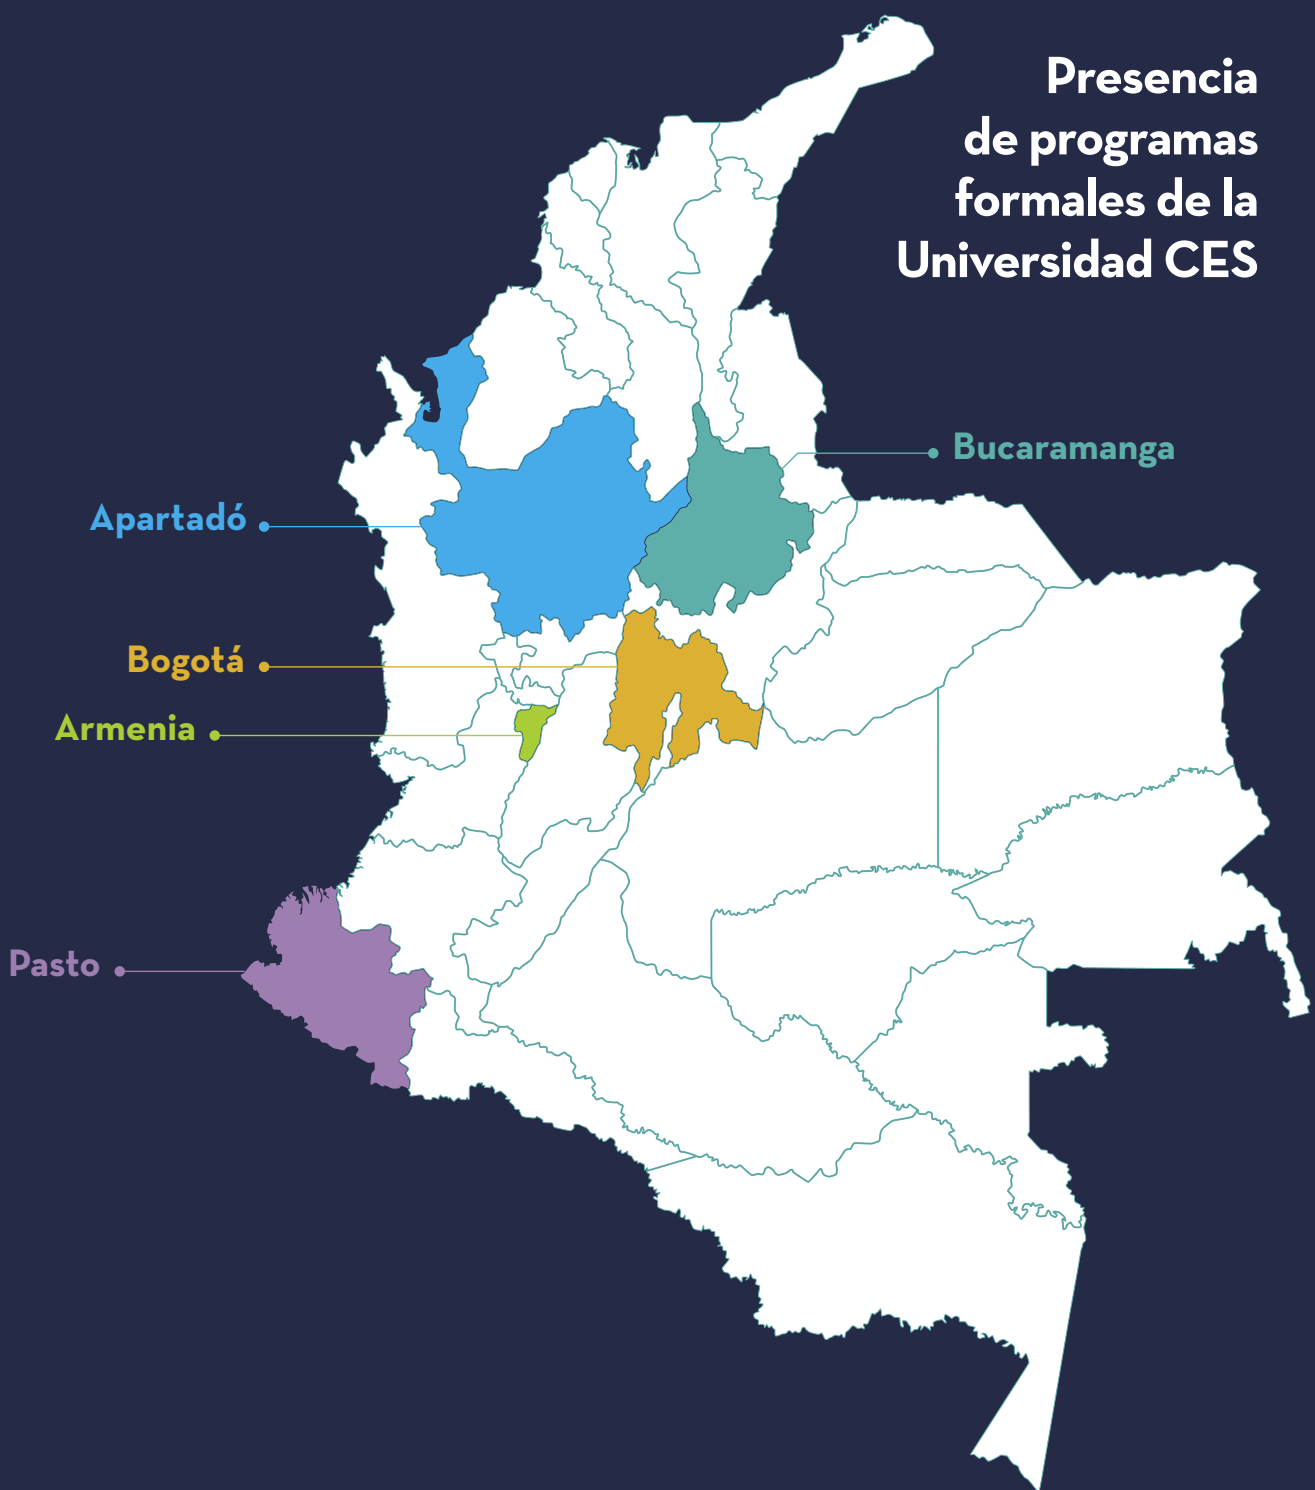 Presencia
de programas
formales de la
Universidad CES
Bucaramanga
Apartadó
Bogotá
Armenia
Pasto